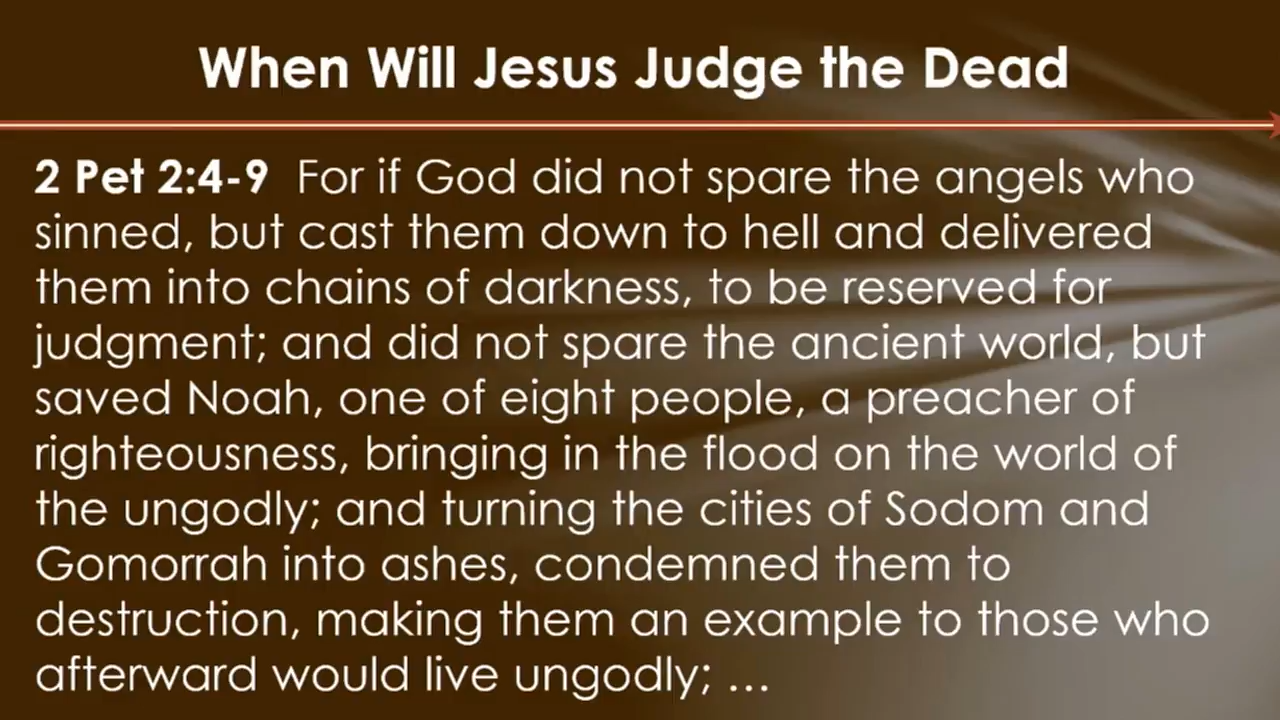 When Will Jesus Judge the Dead
2 Pet 2:4-9 For if God did not spare the angels who
sinned, but cast them down to hell and delivered
them into chains of darkness, to be reserved for
judgment; and did not spare the ancient world, but
saved Noah, one of eight people, a preacher of
righteousness, bringing in the flood on the world of
the ungodly; and turning the cities of Sodom and
Gomorrah into ashes, condemned them to
destruction, making them an example to those who
afterward would live ungodly; ...